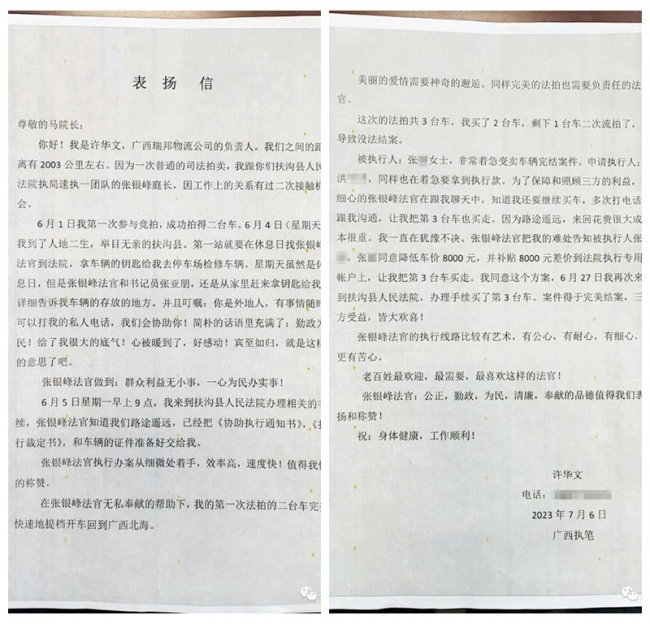 表 扬 信
尊敬的马院长：
你好！我是许华文，广西瑞邦物流公司的负责人。我们之间的距
离有 2003 公里左右。因为一次普通的司法拍卖，我跟你们扶沟县人民
法院执局速执一团队的张银峰庭长，因工作上的关系有过二次接触机
会。
6 月 1 日我第一次参与竞拍，成功拍得二台车。6 月 4 日（星期天
我到了人地二生，举目无亲的扶沟县。第一站就要在休息日找张银峰
官到法院，拿车辆的钥匙给我去停车场检修车辆。星期天虽然是休
息日，但是张银峰法官和书记员张亚朋，还是从家里赶来拿钥匙给我
详细告诉我车辆的存放的地方。并且叮嘱：你是外地人，有事情随时
可以打我的私人电话，我们会协助你！简朴的话语里充满了：勤政为
民！给了我很大的底气！心被暖到了，好感动！宾至如归，就是这样
的意思了吧。
张银峰法官做到：群众利益无小事，一心为民办实事！
6 月 5 日星期一早上 9 点，我来到扶沟县人民法院办理相关的手
续，张银峰法官知道我们路途遥远，已经把《协助执行通知书》，《执
行裁定书》，和车辆的证件准备好交给我。
张银峰法官执行办案从细微处着手，效率高，速度快！值得我们
的称赞。
在张银峰法官无私奉献的帮助下，我的第一次法拍的二台车完
快速地提档开车回到广西北海。
美丽的爱情需要神奇的邂逅。同样完美的法拍也需要负责任的法
官。
这次的法拍共 3 台车，我买了 2 台车，剩下 1 台车二次流拍了，
导致没法结案。
被执行人：张 女士，非常着急变卖车辆完结案件。申请执行人：
洪 ，同样也在着急要拿到执行款。为了保障和照顾三方的利益，
细心的张银峰法官在跟我聊天中，知道我还要继续买车，多次打电话
跟我沟通，让我把第 3 台车也买走。因为路途遥远，来回花费很大成
本很重。我一直在犹豫不决。张银峰法官把我的难处告知被执行人张
，张 同意降低车价 8000 元，并补贴 8000 元差价到法院执行专用
帐户上，让我把第 3 台车买走。我同意这个方案，6 月 27 日我再次来
到扶沟县人民法院，办理手续买了第 3 台车。案件得于完美结案，三
方受益，皆大欢喜！
张银峰法官的执行线路比较有艺术，有公心，有耐心，有细心，
更有苦心。
老百姓最欢迎，最需要，最喜欢这样的法官！
张银峰法官：公正，勤政，为民，清廉，奉献的品德值得我们表
扬和称赞！
祝：身体健康，工作顺利！
许华文
电话：
2023 年 7 月 6 日
广西执笔